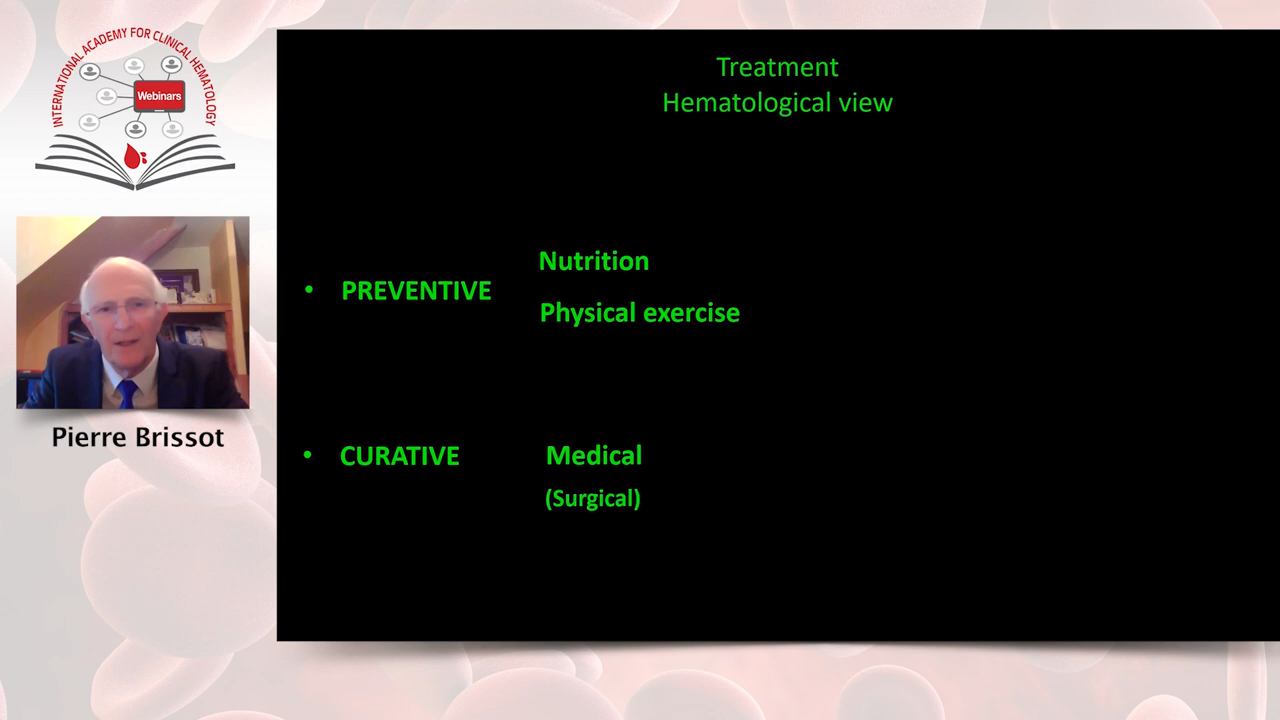 INTERNATIONAL ACADEMY FOR CLINICAL HEMATOLOGY
Webinars
Pierre Brissot
Treatment
Hematological view
• PREVENTIVE
Nutrition
Physical exercise
• CURATIVE
Medical
(Surgical)